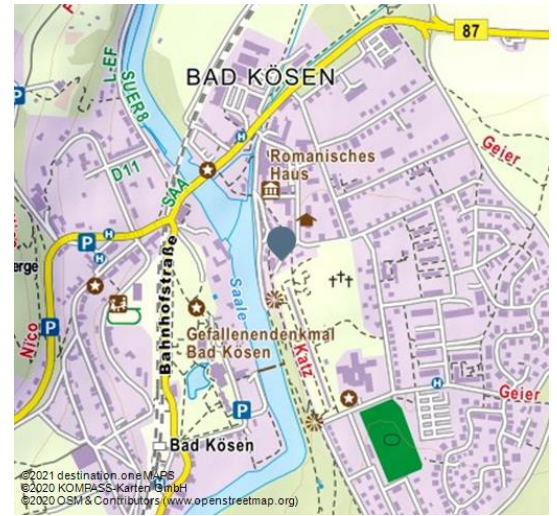 87
BAD KÖSEN
L-EF
SUER8
D11
SAA
Geier
Romanisches
Haus
P
H
H
H
P
P
erge
Nico
Bahnhofstraße
Saale
Gefallenendenkmal
Bad Kösen
Katz
H
Geier
P
Bad Kösen
©2021 destination.one MAPS
©2020 KOMPASS-Karten GmbH
©2020 OSM & Contributors (www.openstreetmap.org)